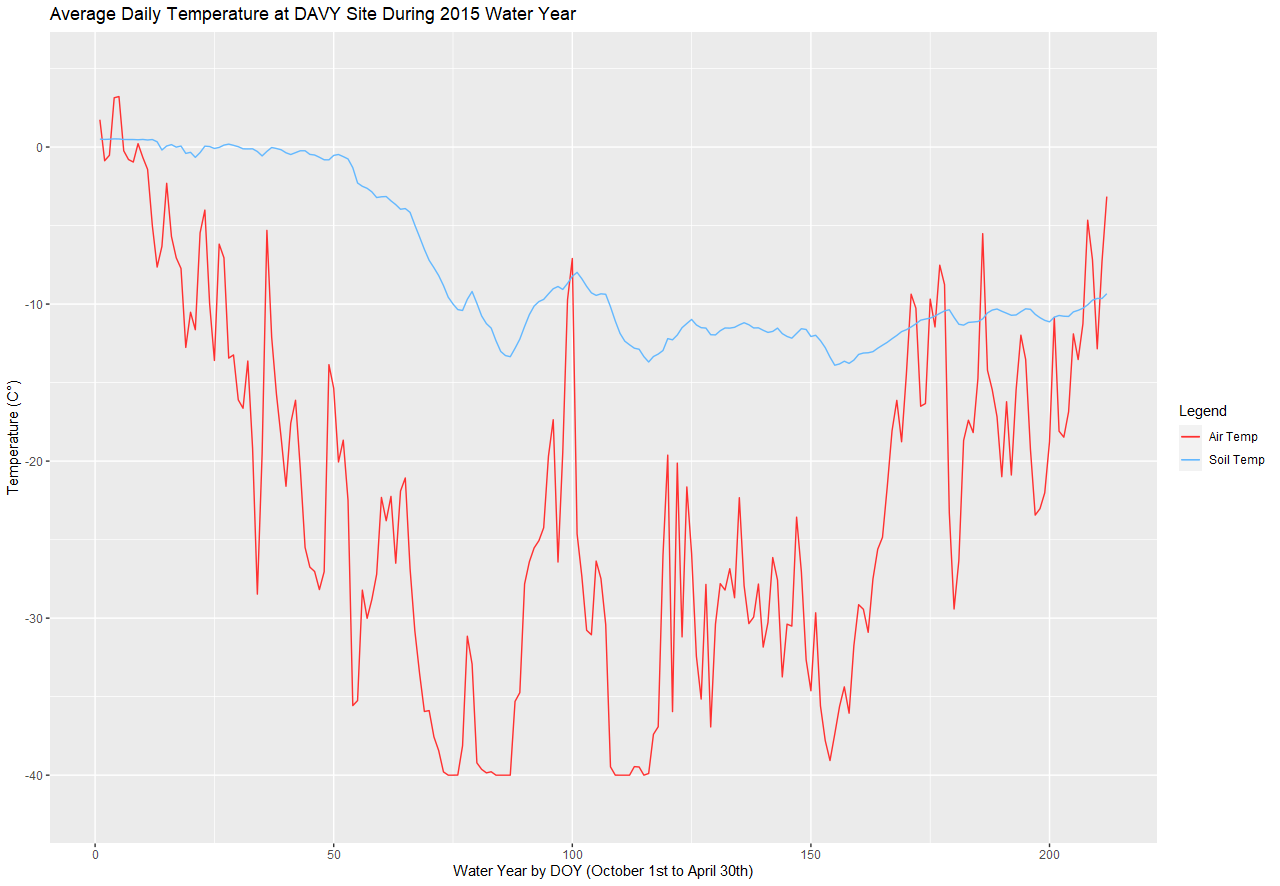 Average Daily Temperature at DAVY Site During 2015 Water Year
Temperature (C°)
0
-10
-20
-30
-40
0
50
100
150
200
Water Year by DOY (October 1st to April 30th)
Legend
Air Temp
Soil Temp